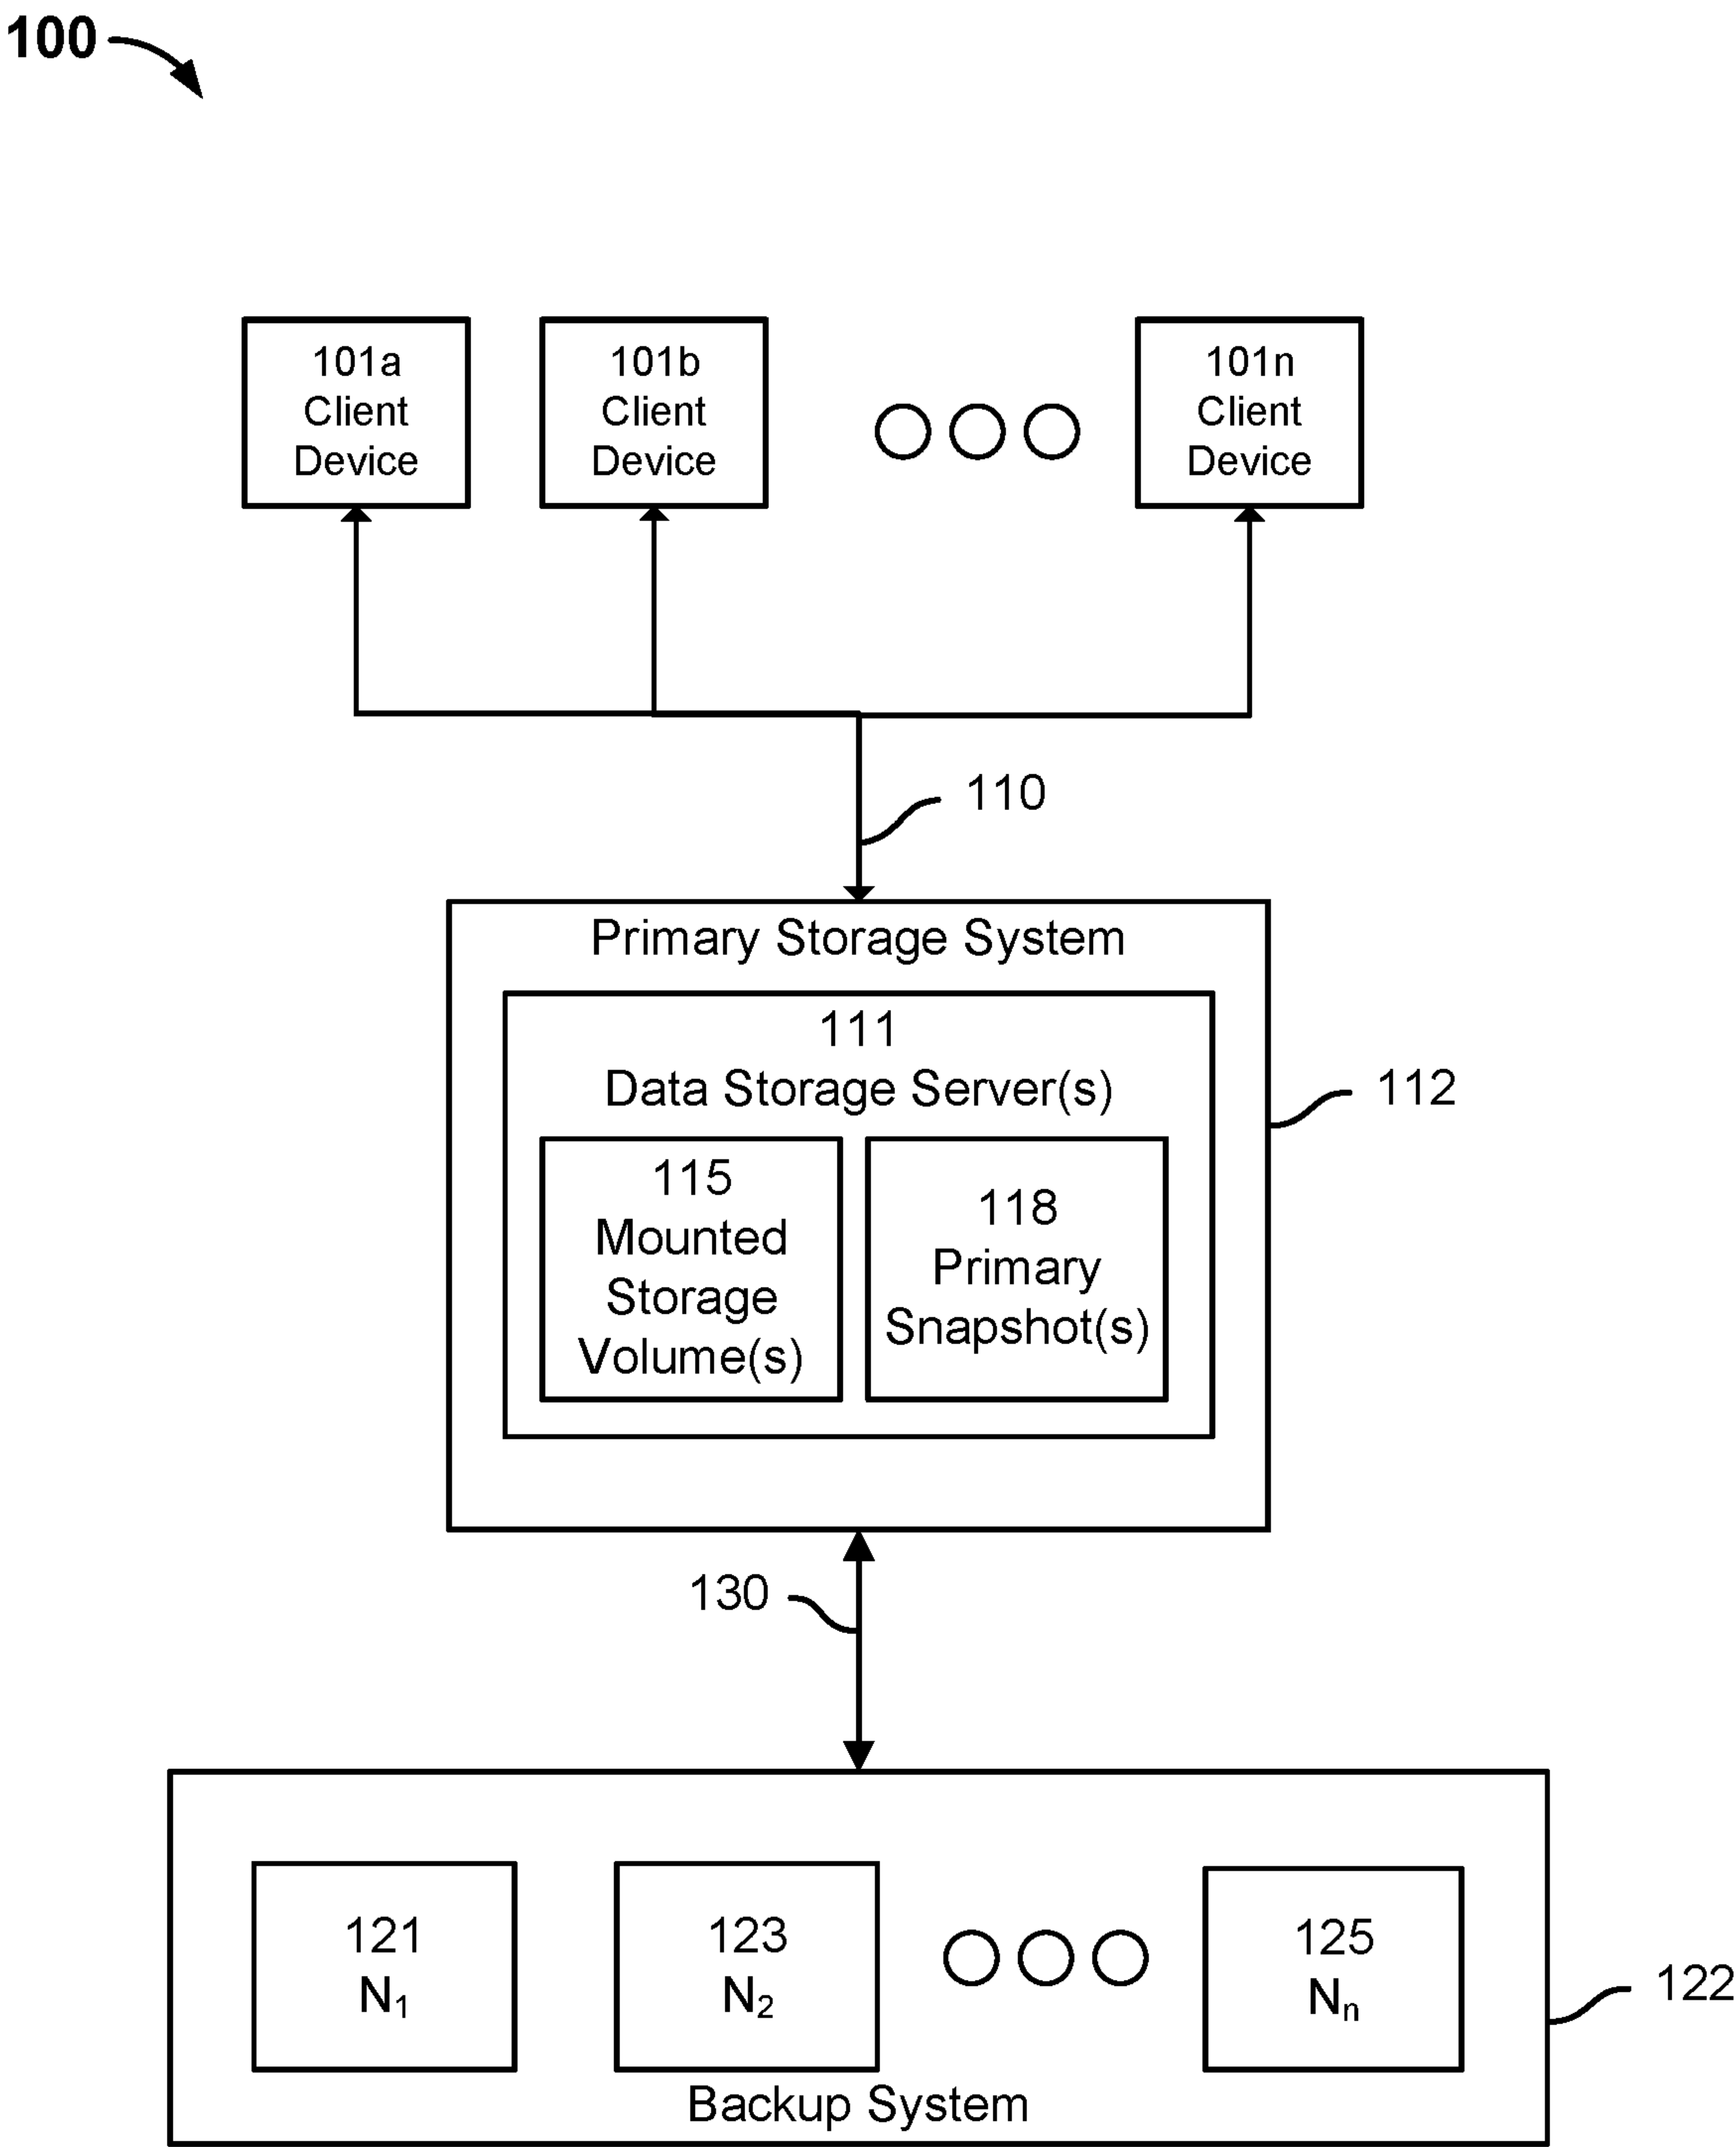 100
101a
Client
Device
101b
Client
Device
101n
Client
Device
110
Primary Storage System
111
Data Storage Server(s)
112
115
Mounted
Storage
Volume(s)
118
Primary
Snapshot(s)
130
121
N₁
123
N₂
125
Nₙ
122
Backup System